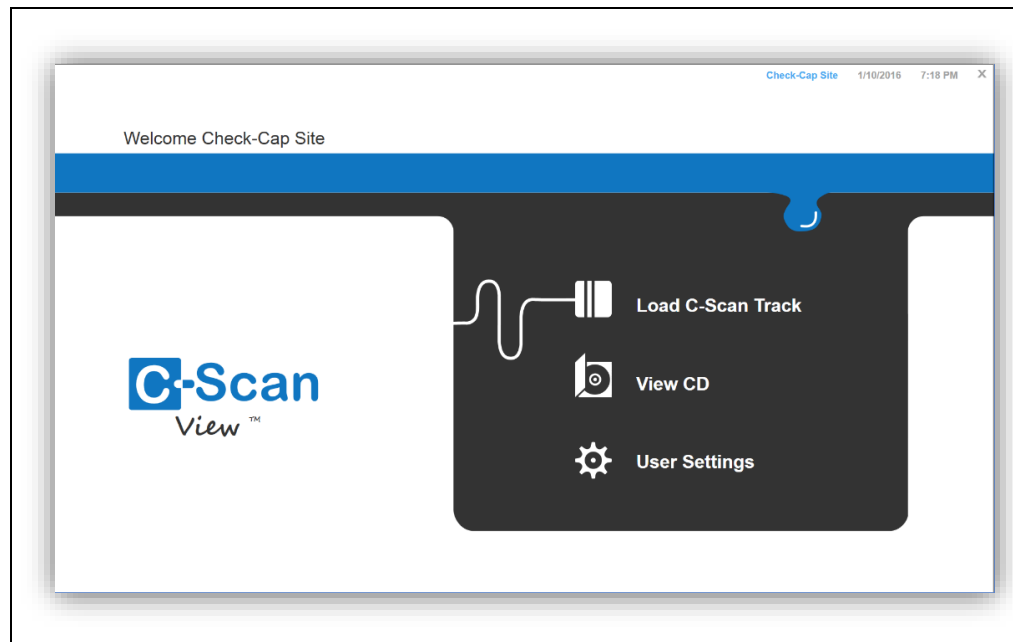 Check-Cap Site 1/10/2016 7:18 PM X
Welcome Check-Cap Site
Load C-Scan Track
View CD
User Settings
C-Scan
View ™